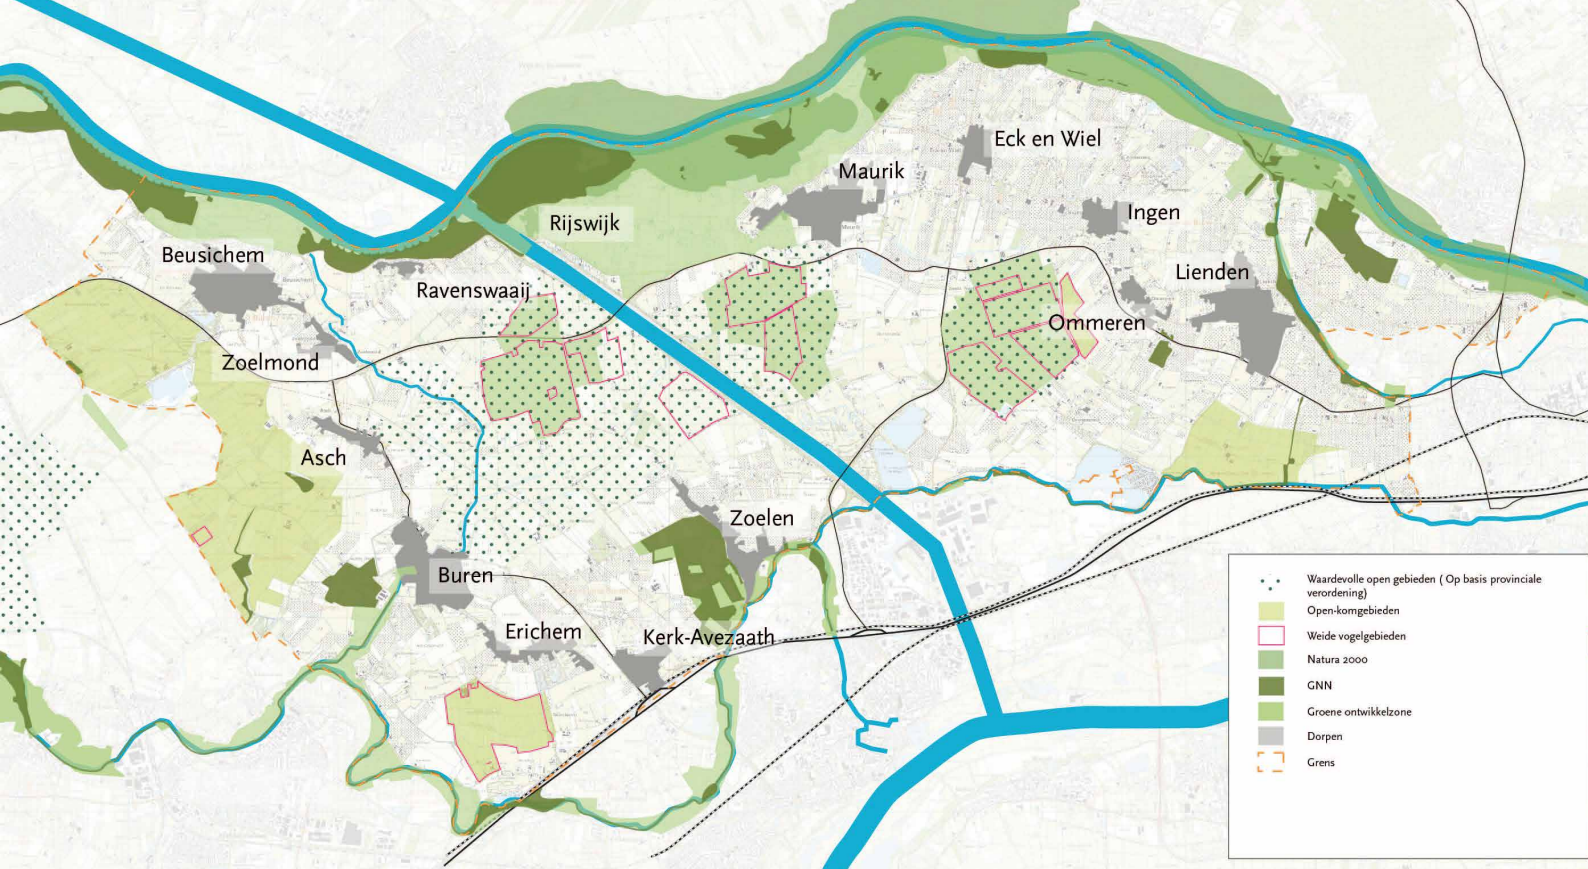 Eck en Wiel
Maurik
Ingen
Rijswijk
Beusichem
Lienden
Ravenswaaij
Ommeren
Zoelmond
Asch
Zoelen
Buren
Erichem
Kerk-Avezaath
Waardevolle open gebieden ( Op basis provinciale
verordening)
Open-komgebieden
Weide vogelgebieden
Natura 2000
GNN
Groene ontwikkelzone
Dorpen
Grens